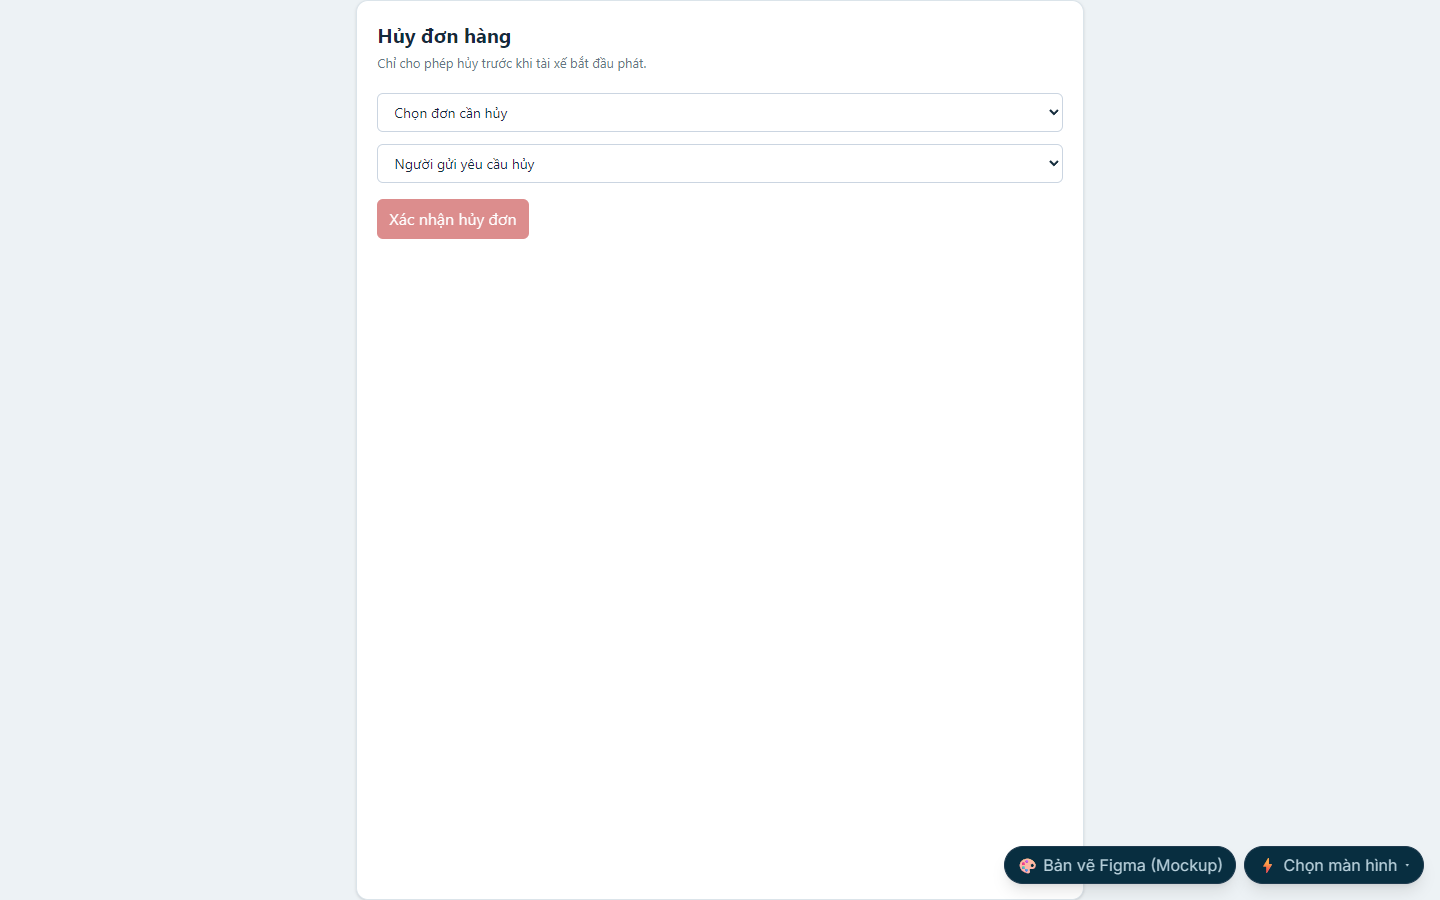 Hủy đơn hàng
Chỉ cho phép hủy trước khi tài xế bắt đầu phát.
Chọn đơn cần hủy
Người gửi yêu cầu hủy
Xác nhận hủy đơn
🎨 Bản vẽ Figma (Mockup)
⚡ Chọn màn hình